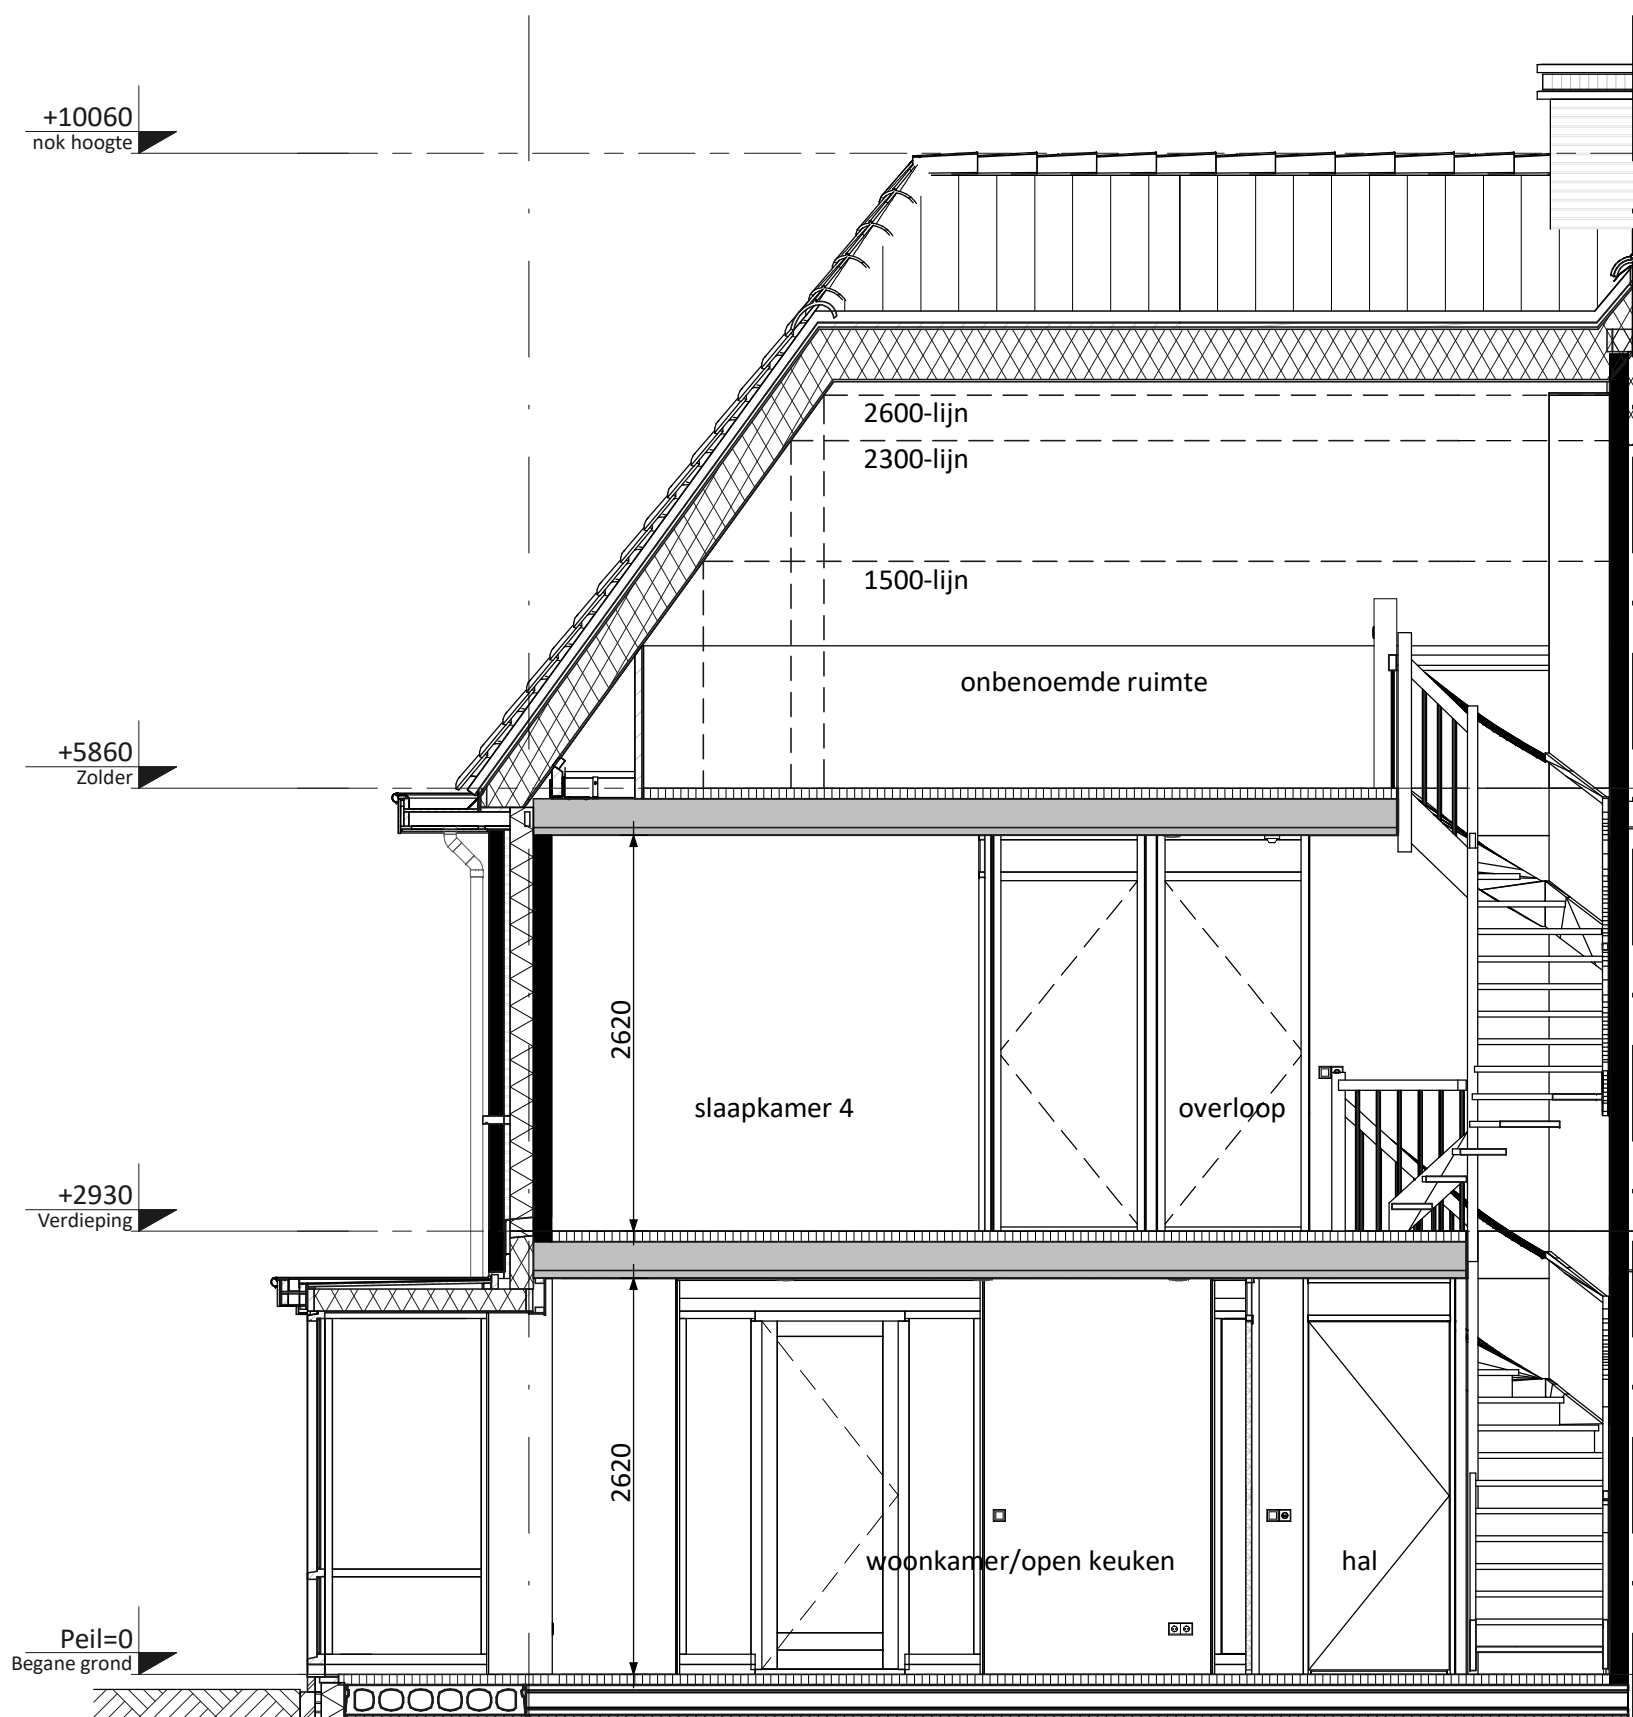 +10060
nok hoogte
2600-lijn
2300-lijn
1500-lijn
onbenoemde ruimte
+5860
Zolder
2620
slaapkamer 4
overloop
+2930
Verdieping
2620
woonkamer/open keuken
hal
Peil=0
Begane grond